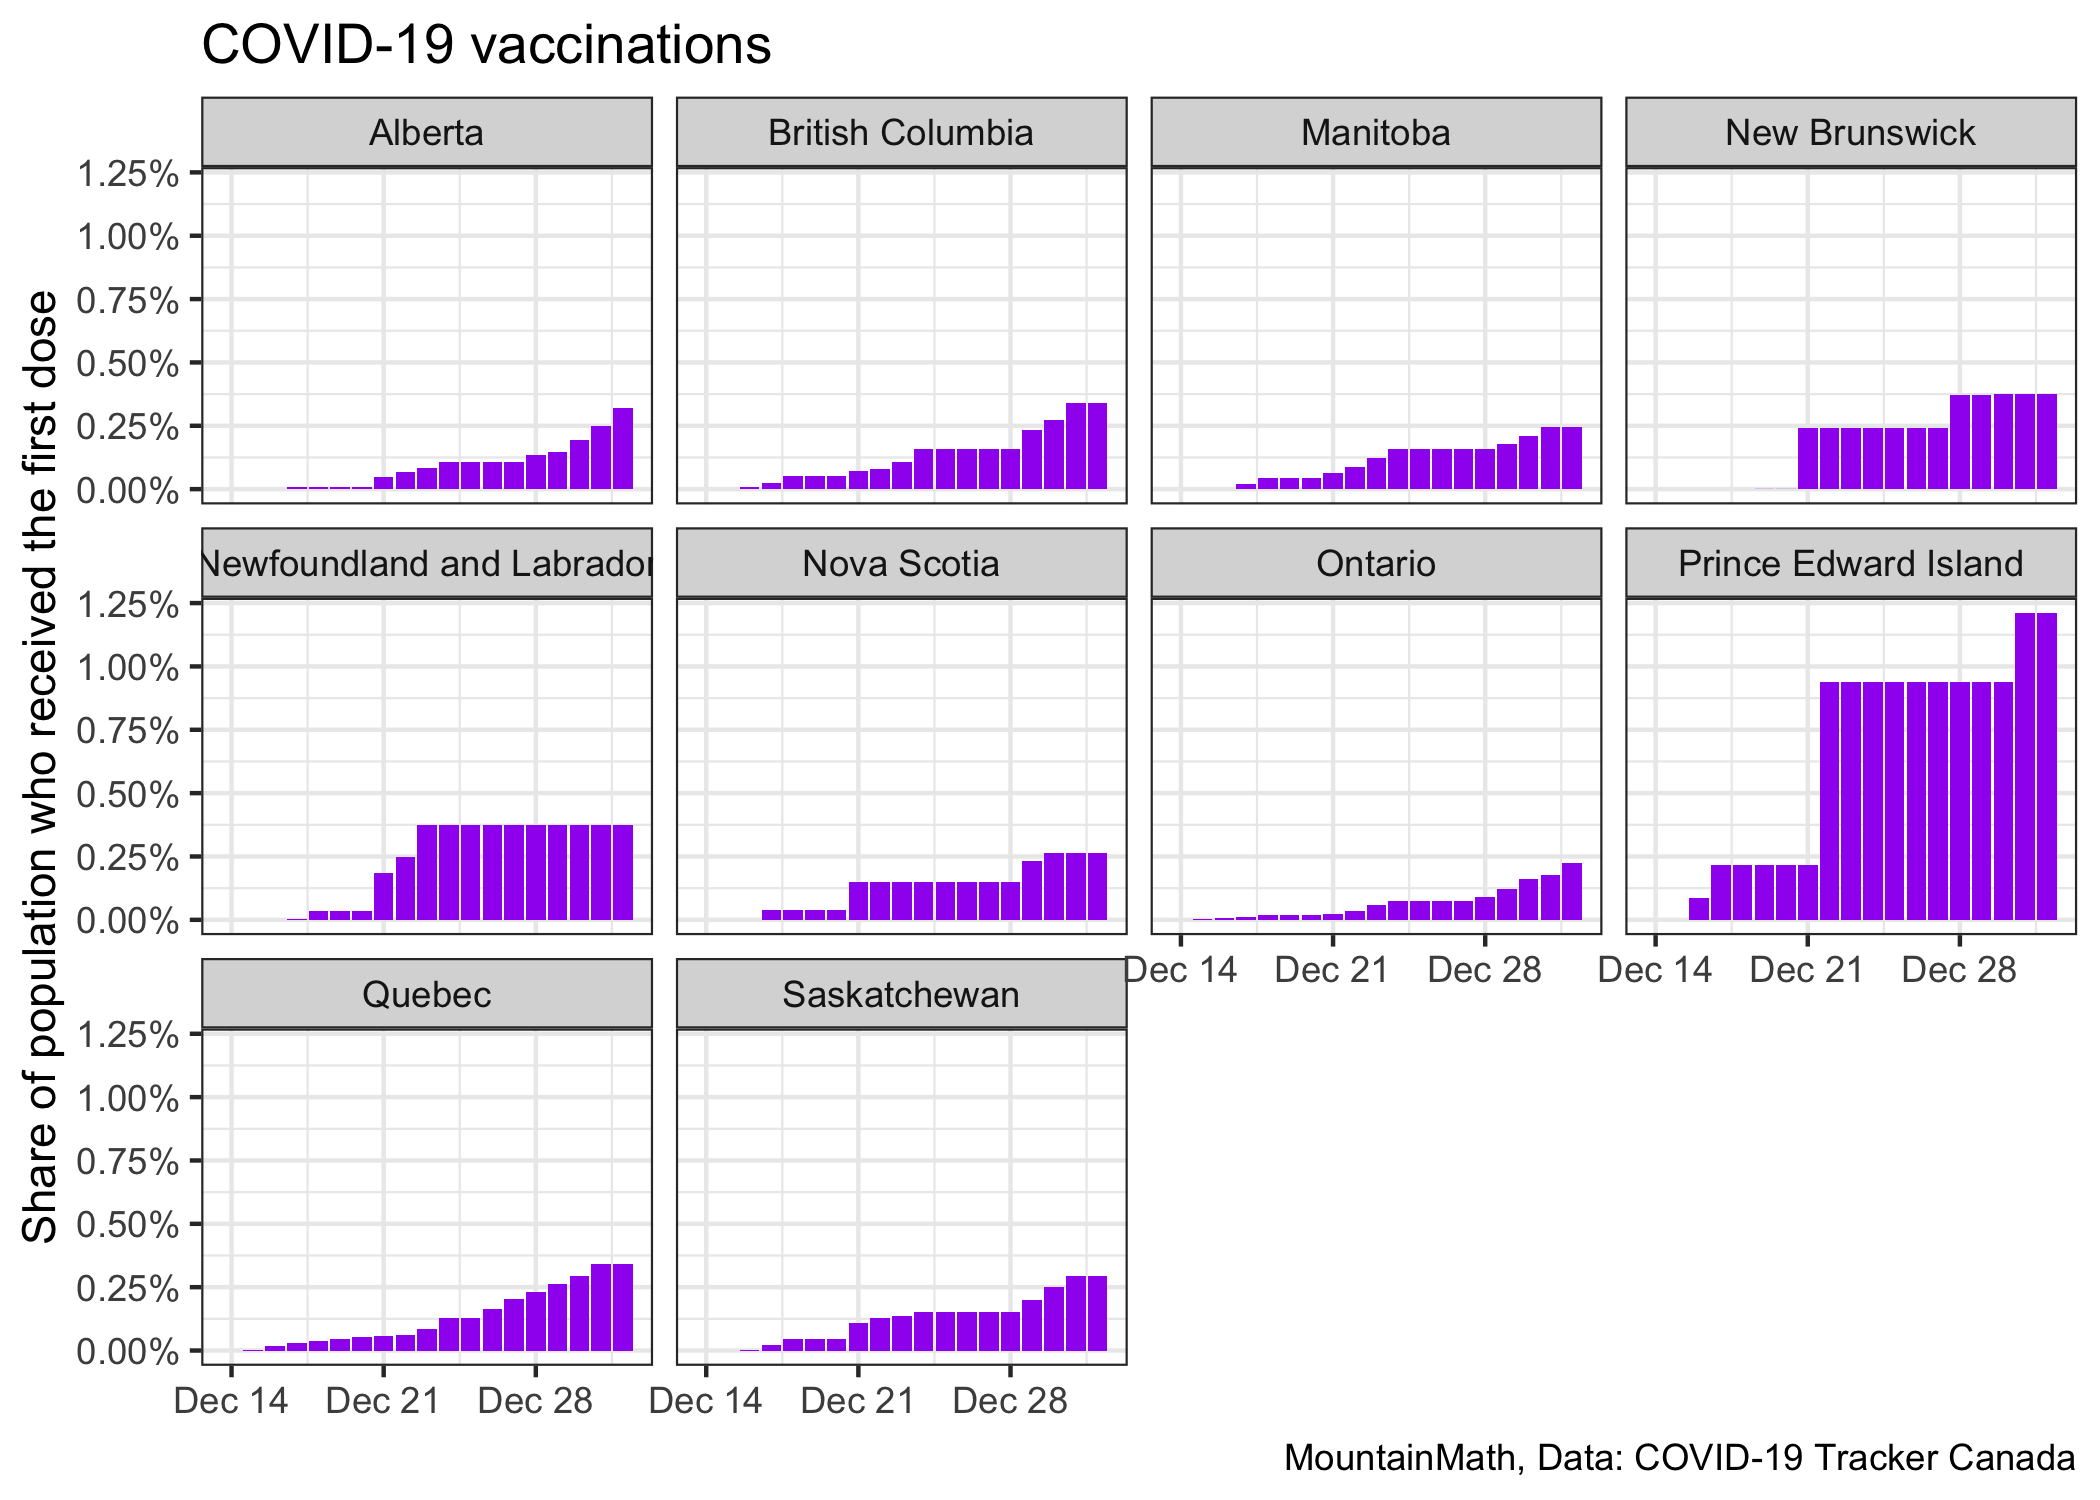 COVID-19 vaccinations
Share of population who received the first dose
Alberta
British Columbia
Manitoba
New Brunswick
1.25%
1.00%
0.75%
0.50%
0.25%
0.00%
Newfoundland and Labrador
Nova Scotia
Ontario
Prince Edward Island
1.25%
1.00%
0.75%
0.50%
0.25%
0.00%
Dec 14 Dec 21 Dec 28
Dec 14 Dec 21 Dec 28
Quebec
Saskatchewan
1.25%
1.00%
0.75%
0.50%
0.25%
0.00%
Dec 14 Dec 21 Dec 28
Dec 14 Dec 21 Dec 28
MountainMath, Data: COVID-19 Tracker Canada